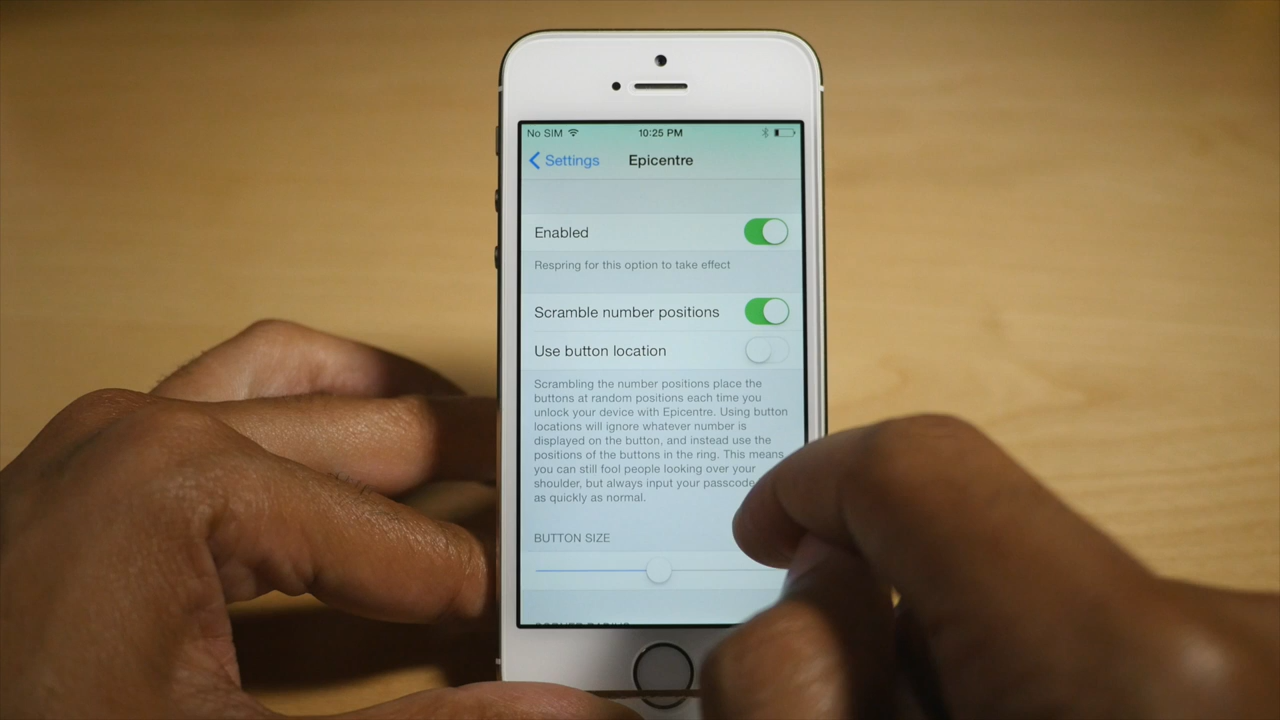 No SIM 10:25 PM
Settings Epicentre
Enabled
Respring for this option to take effect
Scramble number positions
Use button location
Scrambling the number positions place the
buttons at random positions each time you
unlock your device with Epicentre. Using button
locations will ignore whatever number is
displayed on the button, and instead use the
positions of the buttons in the ring. This means
you can still fool people looking over your
shoulder, but always input your passcode
as quickly as normal.
BUTTON SIZE